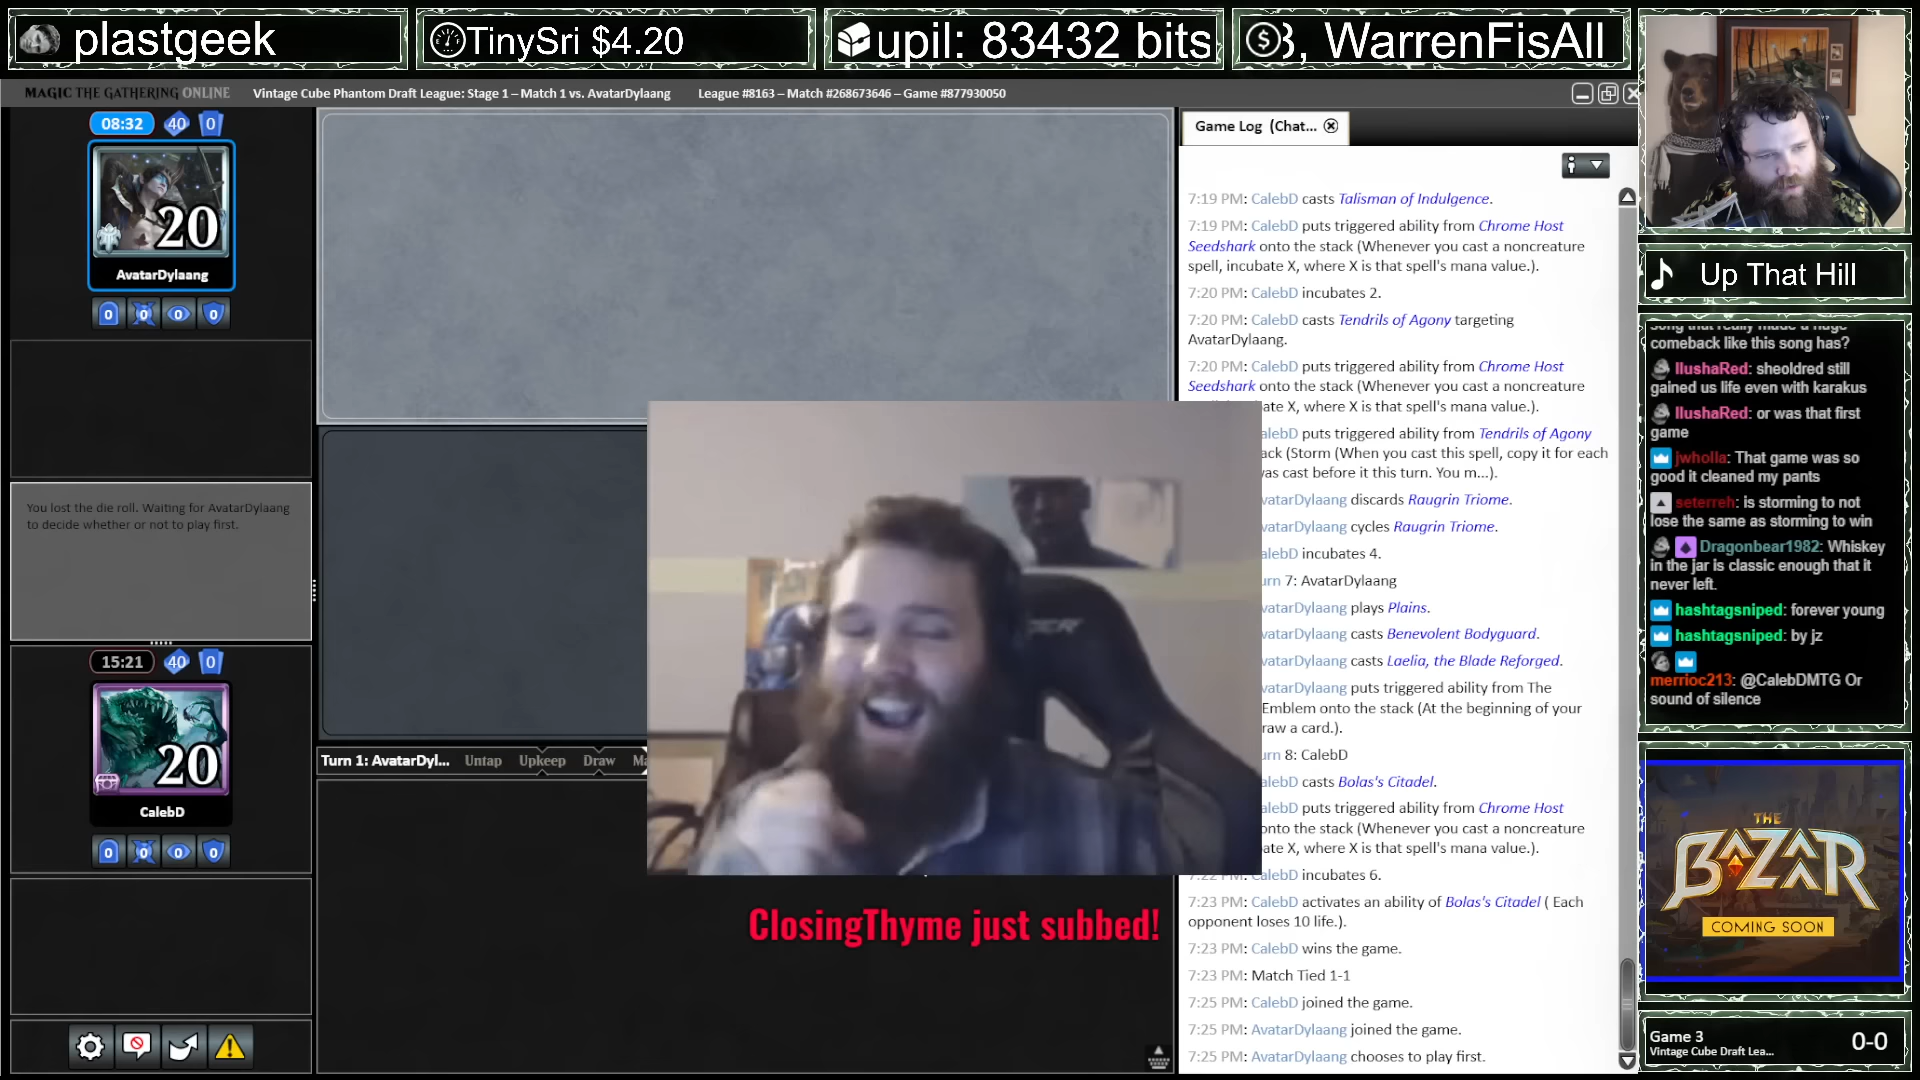 plastgeek
TinySri $4.20
upil: 83432 bits
3, WarrenFisAll
MAGIC THE GATHERING ONLINE
Vintage Cube Phantom Draft League: Stage 1 – Match 1 vs. AvatarDylaang
League #8163 – Match #268673646 – Game #877930050
08:32
40
0
20
AvatarDylaang
0
0
0
0
You lost the die roll. Waiting for AvatarDylaang
to decide whether or not to play first.
15:21
40
0
20
CalebD
0
0
0
0
Turn 1: AvatarDyl...
Untap
Upkeep
Draw
Ma
ClosingThyme just subbed!
Game Log (Chat...
7:19 PM: CalebD casts Talisman of Indulgence.
7:19 PM: CalebD puts triggered ability from Chrome Host
Seedshark onto the stack (Whenever you cast a noncreature
spell, incubate X, where X is that spell's mana value.).
7:20 PM: CalebD incubates 2.
7:20 PM: CalebD casts Tendrils of Agony targeting
AvatarDylaang.
7:20 PM: CalebD puts triggered ability from Chrome Host
Seedshark onto the stack (Whenever you cast a noncreature
ate X, where X is that spell's mana value.).
alebD puts triggered ability from Tendrils of Agony
ack (Storm (When you cast this spell, copy it for each
as cast before it this turn. You m...).
vatarDylaang discards Raugrin Triome.
vatarDylaang cycles Raugrin Triome.
alebD incubates 4.
urn 7: AvatarDylaang
vatarDylaang plays Plains.
vatarDylaang casts Benevolent Bodyguard.
vatarDylaang casts Laelia, the Blade Reforged.
vatarDylaang puts triggered ability from The
Emblem onto the stack (At the beginning of your
raw a card.).
urn 8: CalebD
alebD casts Bolas's Citadel.
alebD puts triggered ability from Chrome Host
onto the stack (Whenever you cast a noncreature
ate X, where X is that spell's mana value.).
7:22 PM: CalebD incubates 6.
7:23 PM: CalebD activates an ability of Bolas's Citadel ( Each
opponent loses 10 life.).
7:23 PM: CalebD wins the game.
7:23 PM: Match Tied 1-1
7:25 PM: CalebD joined the game.
7:25 PM: AvatarDylaang joined the game.
7:25 PM: AvatarDylaang chooses to play first.
Up That Hill
song that really made a huge
comeback like this song has?
IlushaRed: sheoldred still
gained us life even with karakus
IlushaRed: or was that first
game
jwholla: That game was so
good it cleaned my pants
seterreh: is storming to not
lose the same as storming to win
Dragonbear1982: Whiskey
in the jar is classic enough that it
never left.
hashtagsniped: forever young
hashtagsniped: by jz
merrioc213: @CalebDMTG Or
sound of silence
THE
BAZAAR
COMING SOON
Game 3
Vintage Cube Draft Lea...
0-0